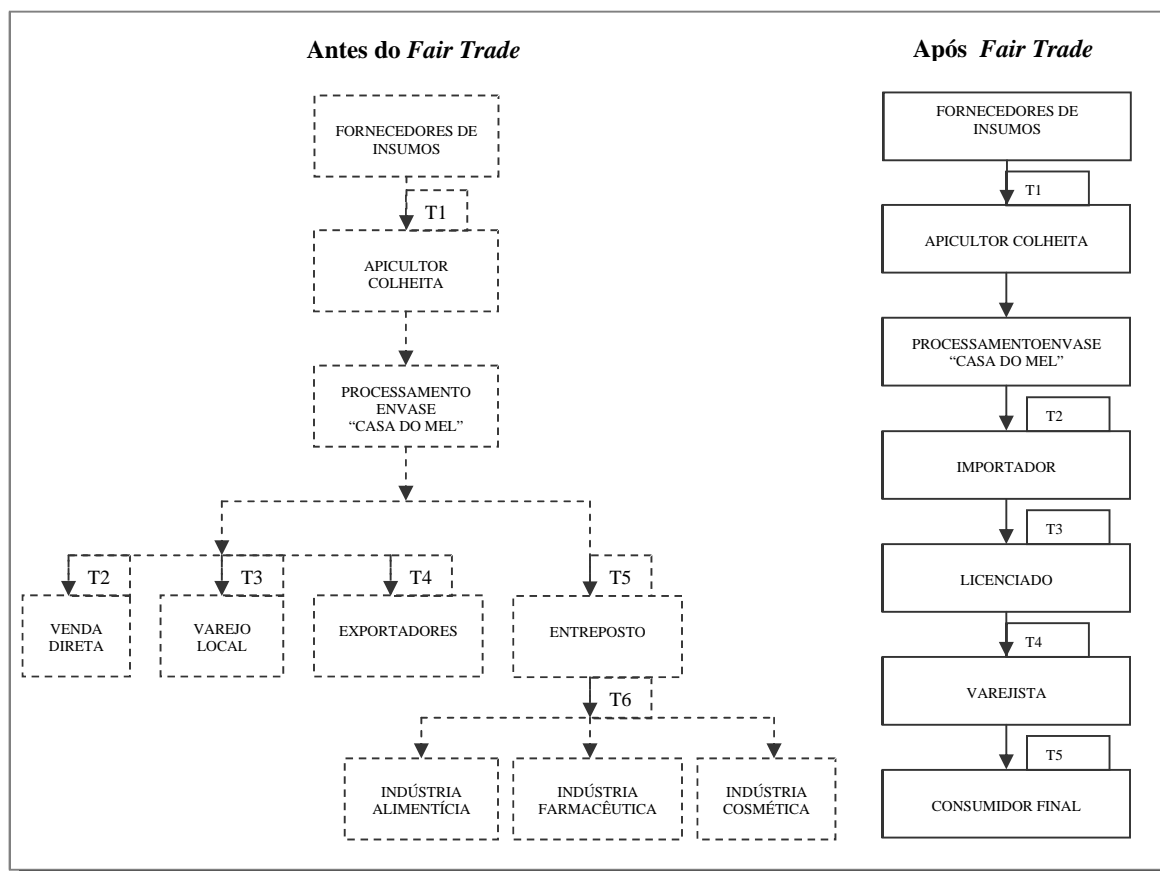 Antes do Fair Trade
FORNECEDORES DE
INSUMOS
T1
APICULTOR
COLHEITA
PROCESSAMENTO
ENVASE
“CASA DO MEL”
T2
T3
T4
T5
VENDA
DIRETA
VAREJO
LOCAL
EXPORTADORES
ENTREPOSTO
T6
INDÚSTRIA
ALIMENTÍCIA
INDÚSTRIA
FARMACÊUTICA
INDÚSTRIA
COSMÉTICA
Após Fair Trade
FORNECEDORES DE
INSUMOS
T1
APICULTOR COLHEITA
PROCESSAMENTOENVASE
“CASA DO MEL”
T2
IMPORTADOR
T3
LICENCIADO
T4
VAREJISTA
T5
CONSUMIDOR FINAL